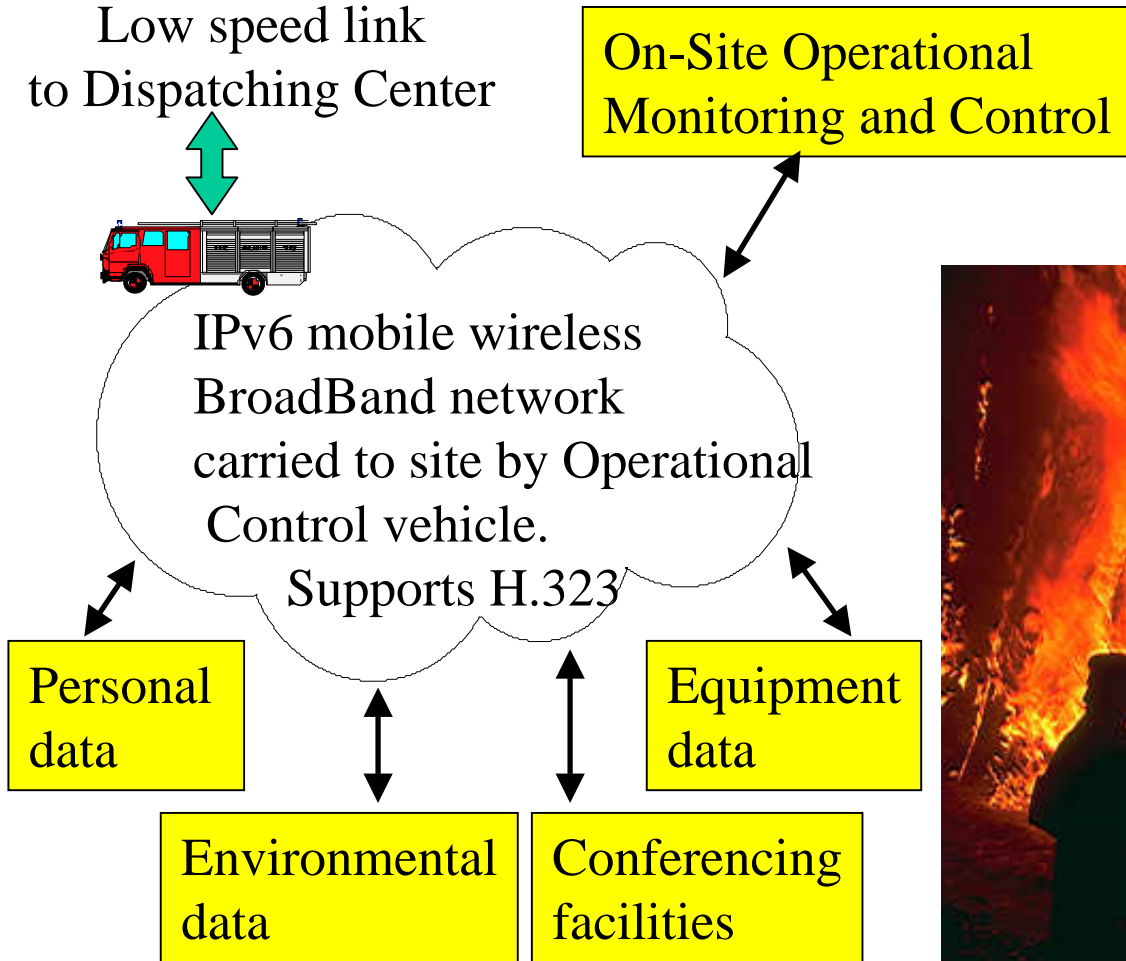 Low speed link
to Dispatching Center
On-Site Operational
Monitoring and Control
IPv6 mobile wireless
BroadBand network
carried to site by Operational
Control vehicle.
Supports H.323
Personal
data
Equipment
data
Environmental
data
Conferencing
facilities